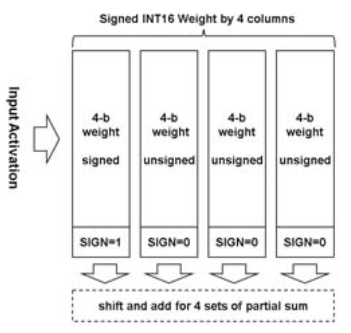 Signed INT16 Weight by 4 columns
Input Activation
4-b weight signed
4-b weight unsigned
4-b weight unsigned
4-b weight unsigned
SIGN=1
SIGN=0
SIGN=0
SIGN=0
shift and add for 4 sets of partial sum